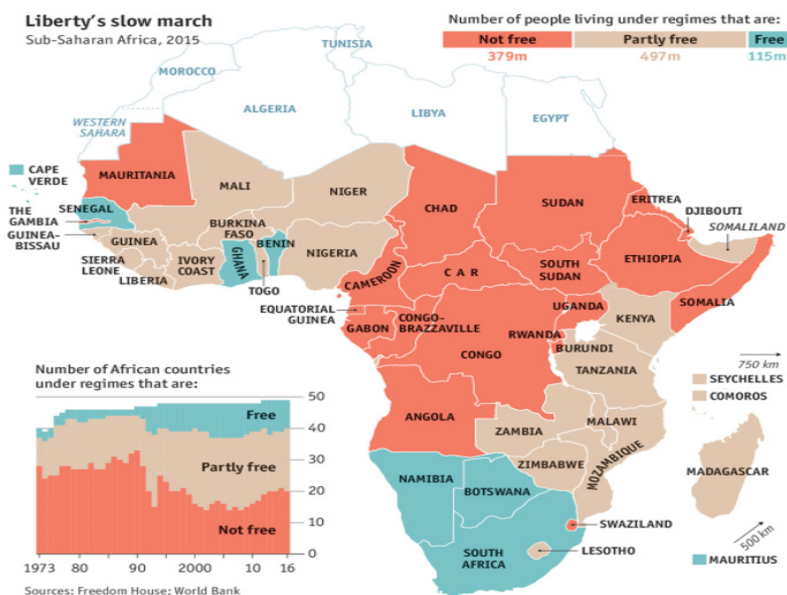 Liberty's slow march
Sub-Saharan Africa, 2015
Number of people living under regimes that are:
Not free
Partly free
Free
379m
497m
115m
TUNISIA
MOROCCO
ALGERIA
LIBYA
EGYPT
WESTERN
SAHARA
CAPE
VERDE
MAURITANIA
MALI
NIGER
CHAD
SUDAN
ERITREA
DJIBOUTI
SOMALILAND
THE
GAMBIA
SENEGAL
GUINEA-
BISSAU
GUINEA
BURKINA
FASO
BENIN
NIGERIA
SIERRA
LEONE
LIBERIA
IVORY
COAST
GHANA
TOGO
CAMEROON
CAR
SOUTH
SUDAN
ETHIOPIA
SOMALIA
EQUATORIAL
GUINEA
GABON
CONGO-
BRAZZAVILLE
CONGO
UGANDA
RWANDA
BURUNDI
KENYA
TANZANIA
750 km
SEYCHELLES
COMOROS
ANGOLA
ZAMBIA
MALAWI
MOZAMBIQUE
ZIMBABWE
MADAGASCAR
NAMIBIA
BOTSWANA
SWAZILAND
SOUTH
AFRICA
LESOTHO
500 km
MAURITIUS
Number of African countries
under regimes that are:
Free
Partly free
Not free
50
40
30
20
10
0
1973
80
90
2000
10
16
Sources: Freedom House; World Bank